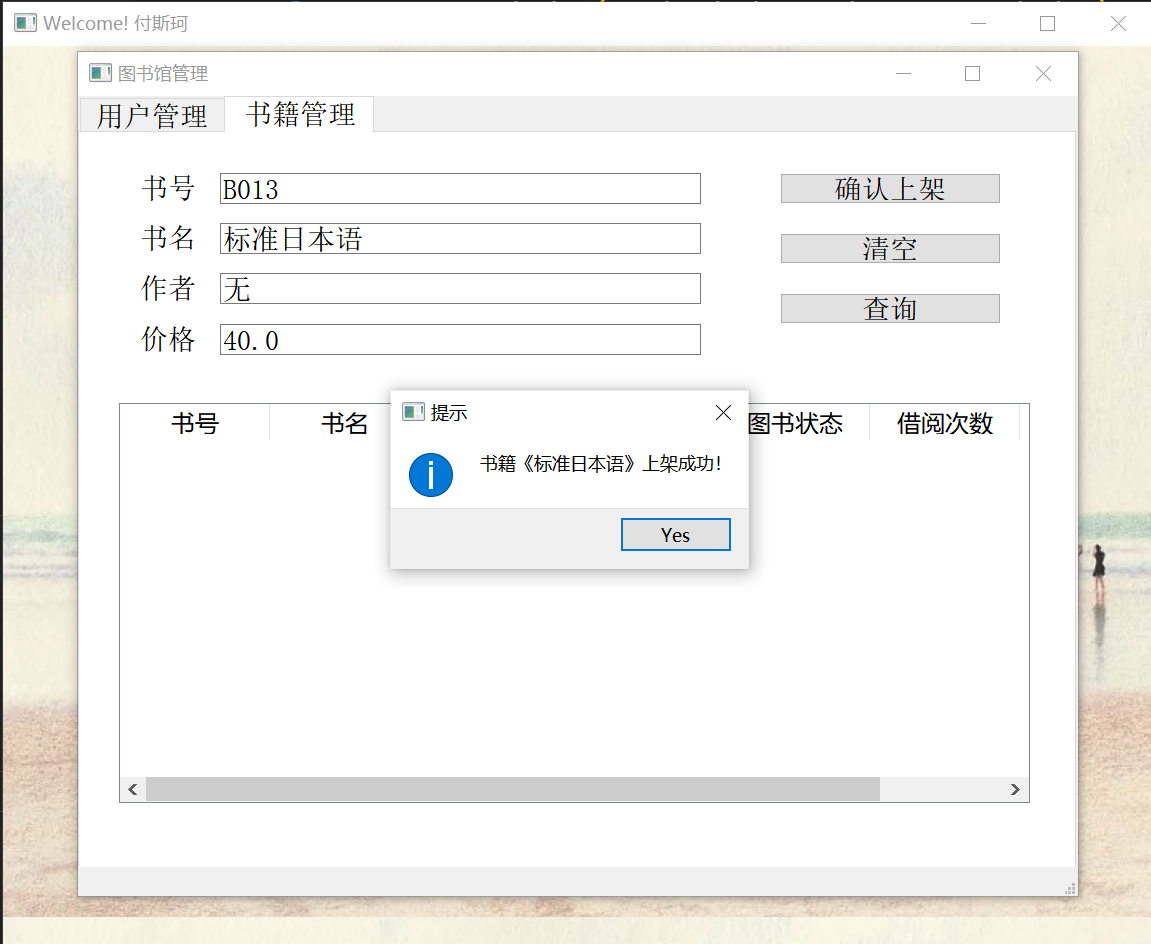 Welcome! 付斯珂
图书馆管理
用户管理 书籍管理
书号 B013 确认上架
书名 标准日本语 清空
作者 无 查询
价格 40.0
提示
书号 书名 图书状态 借阅次数
书籍《标准日本语》上架成功!
Yes